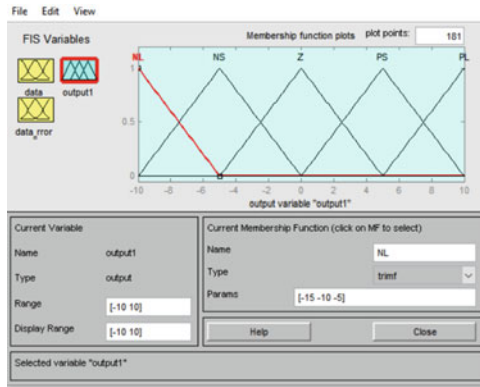 File Edit View
FIS Variables
Membership function plots plot points: 181
NL NS Z PS PL
data output1
data_rror
1
0.5
0
-10 -8 -6 -4 -2 0 2 4 6 8 10
output variable "output1"
Current Variable
Name output1
Type output
Range [-10 10]
Display Range [-10 10]
Current Membership Function (click on MF to select)
Name NL
Type trimf
Params [-15 -10 -5]
Help Close
Selected variable "output1"